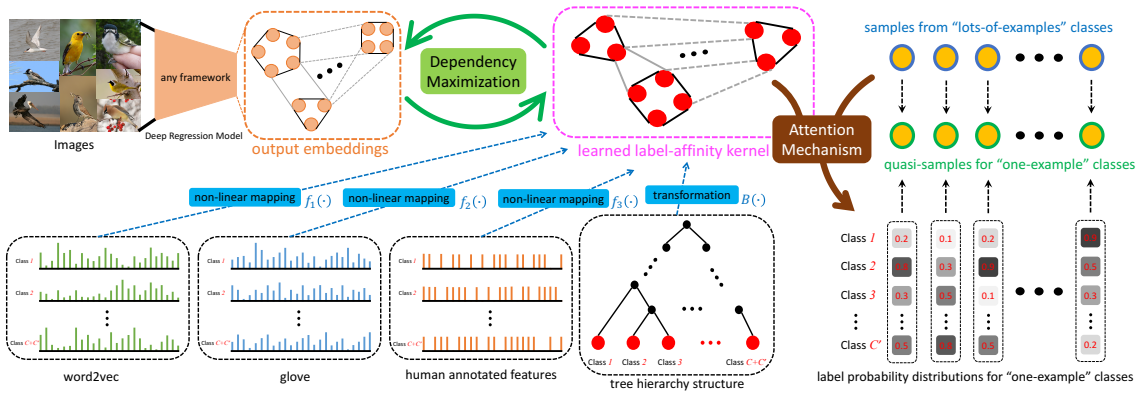 Images
any framework
Deep Regression Model
output embeddings
Dependency
Maximization
learned label-affinity kernel
Attention
Mechanism
samples from "lots-of-examples" classes
quasi-samples for "one-example" classes
non-linear mapping f₁(·)
non-linear mapping f₂(·)
non-linear mapping f₃(·)
transformation B(·)
Class 1
Class 2
Class C+C'
word2vec
Class 1
Class 2
Class C+C'
glove
Class 1
Class 2
Class C+C'
human annotated features
Class 1 Class 2 Class 3 Class C+C'
tree hierarchy structure
Class 1 0.2 0.1 0.2
Class 2 0.3 0.5
Class 3 0.3 0.5 0.1 0.3
Class C' 0.5 0.5 0.2
label probability distributions for "one-example" classes